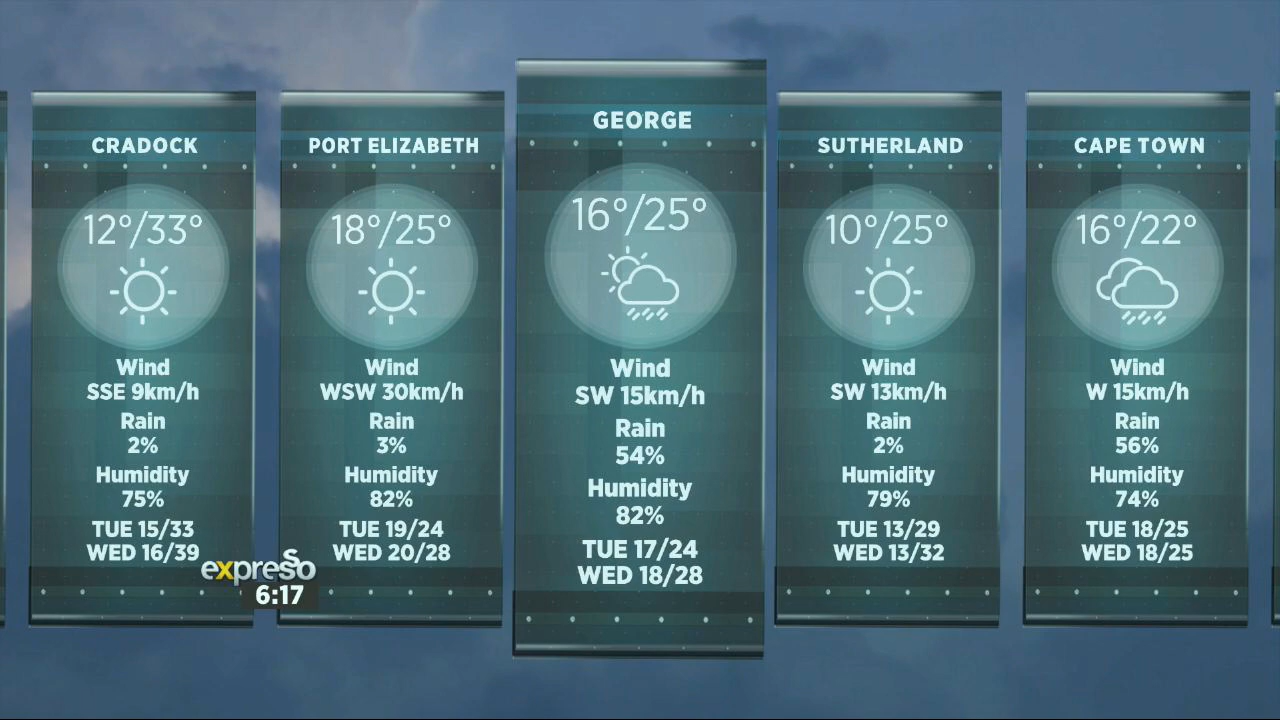 CRADOCK
12°/33°
Wind
SSE 9km/h
Rain
2%
Humidity
75%
TUE 15/33
WED 16/39
PORT ELIZABETH
18°/25°
Wind
WSW 30km/h
Rain
3%
Humidity
82%
TUE 19/24
WED 20/28
GEORGE
16°/25°
Wind
SW 15km/h
Rain
54%
Humidity
82%
TUE 17/24
WED 18/28
SUTHERLAND
10°/25°
Wind
SW 13km/h
Rain
2%
Humidity
79%
TUE 13/29
WED 13/32
CAPE TOWN
16°/22°
Wind
W 15km/h
Rain
56%
Humidity
74%
TUE 18/25
WED 18/25
expresso
6:17